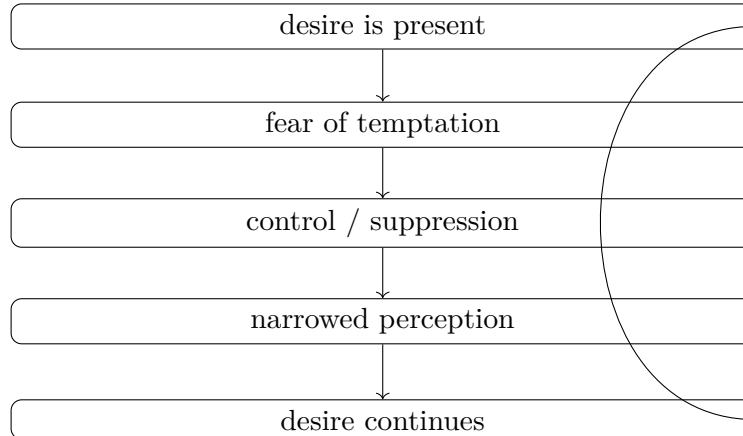 desire is present
fear of temptation
control / suppression
narrowed perception
desire continues